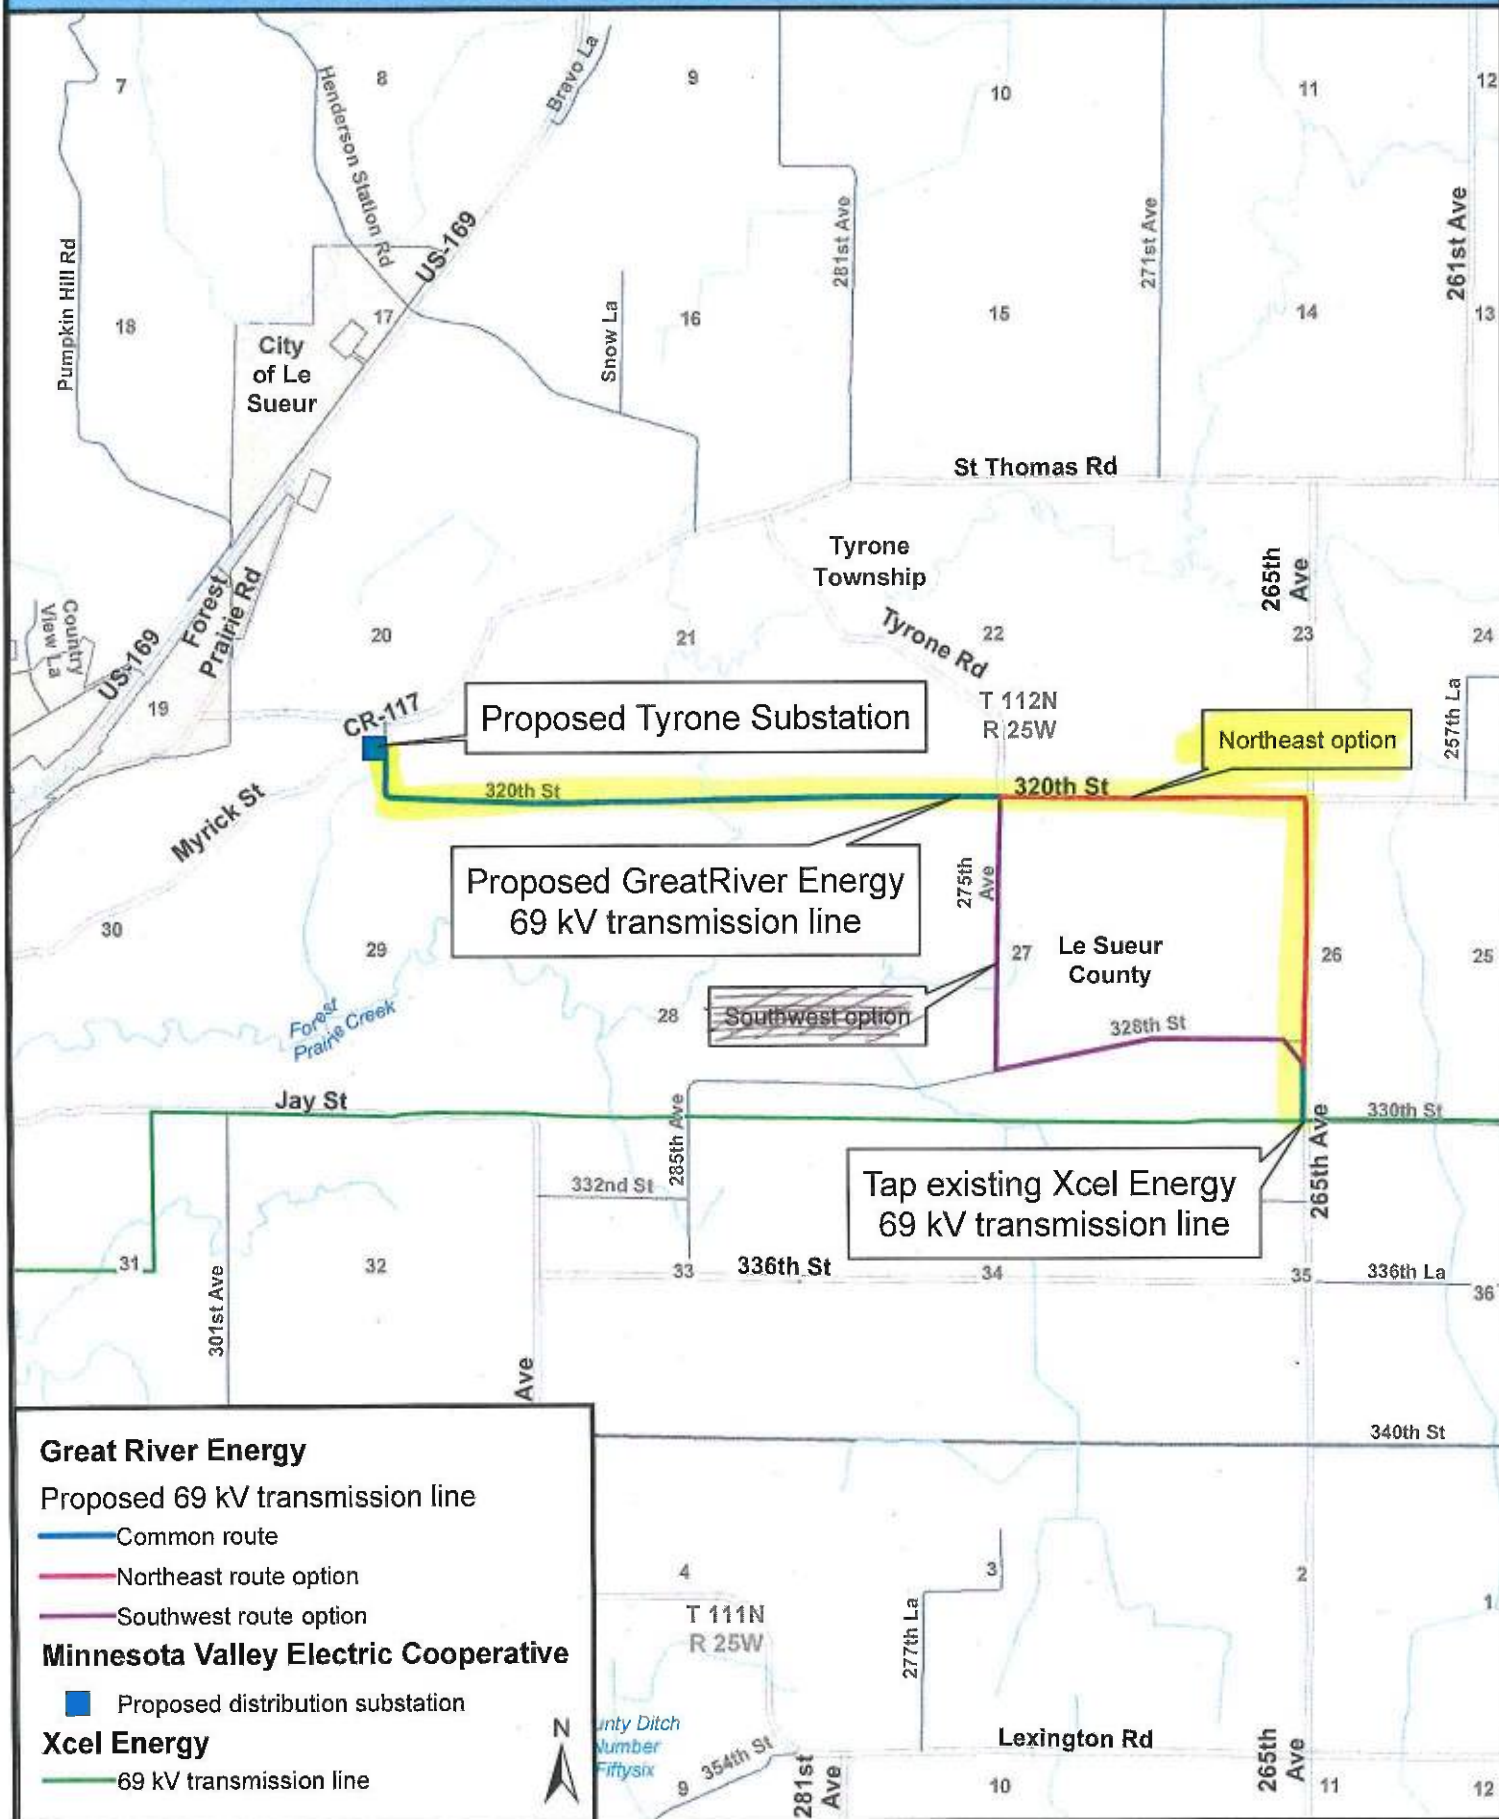 7
8
9
10
11
12
Bravo La
Henderson Station Rd
US-169
Pumpkin Hill Rd
281st Ave
271st Ave
261st Ave
18
City
of Le
Sueur
17
Snow La
16
15
14
13
St Thomas Rd
Tyrone
Township
265th
Ave
Country
View La
US-169
Forest
Prairie Rd
19
20
21
Tyrone Rd
22
23
24
T 112N
R 25W
257th La
CR-117
Proposed Tyrone Substation
Northeast option
320th St
320th St
Myrick St
Proposed GreatRiver Energy
69 kV transmission line
275th
Ave
30
29
28
27
Le Sueur
County
26
25
Southwest option
328th St
Forest
Prairie Creek
Jay St
285th Ave
330th St
265th Ave
Tap existing Xcel Energy
69 kV transmission line
332nd St
31
32
33
336th St
34
35
336th La
36
301st Ave
Ave
340th St
Great River Energy
Proposed 69 kV transmission line
Common route
Northeast route option
Southwest route option
Minnesota Valley Electric Cooperative
Proposed distribution substation
Xcel Energy
69 kV transmission line
N
4
3
2
1
T 111N
R 25W
277th La
unty Ditch
Number
Fiftysix
9
354th St
281st
Ave
Lexington Rd
10
265th
Ave
11
12